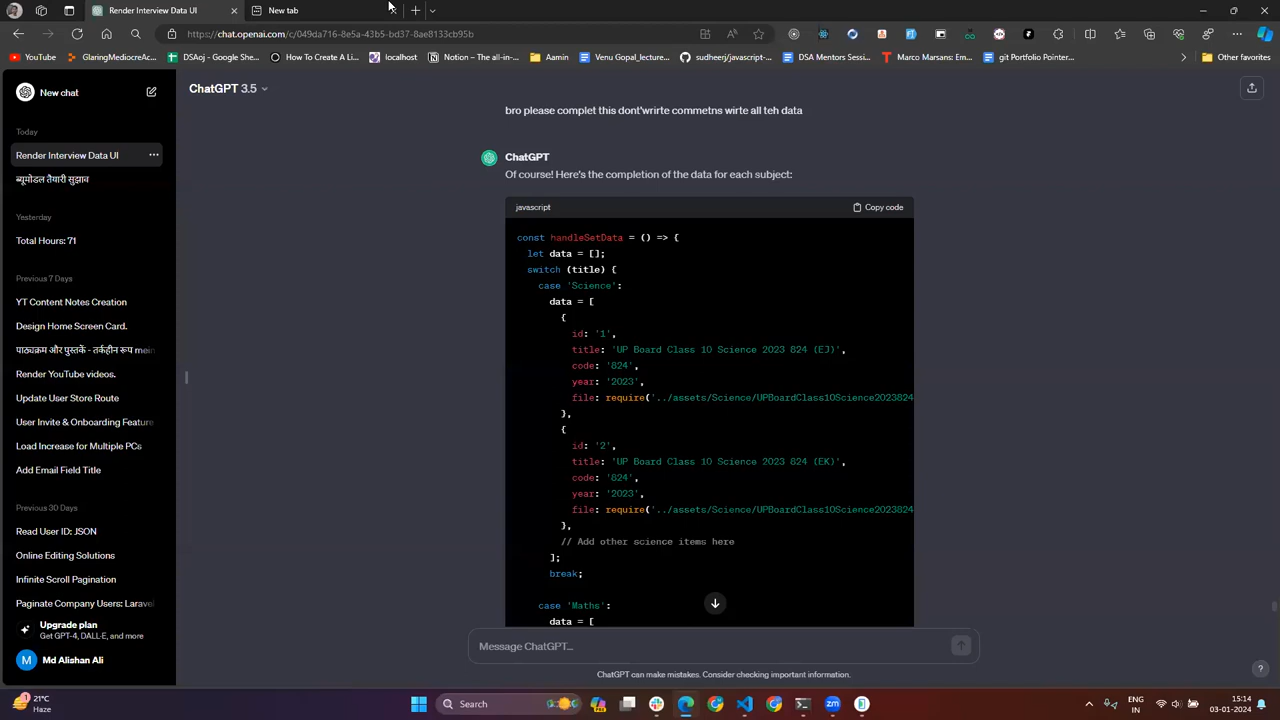 Render Interview Data UI
New tab
https://chat.openai.com/c/049da716-8e5a-43b5-bd37-8ae8133cb95b
YouTube
GlaringMediocreAc...
DAoj - Google She...
How To Create A Li...
localhost
Notion – The all-in-...
Aamin
Venu Gopal_lecture...
sudheerj/javascript-...
DSA Mentors Sessi...
Marco Marsans: Em...
git Portfolio Pointer...
Other favorites
New chat
ChatGPT 3.5
Today
Render Interview Data UI
Yesterday
Total Hours: 71
Previous 7 Days
YT Content Notes Creation
Design Home Screen Card.
Render YouTube videos.
Update User Store Route
User Invite & Onboarding Feature
Load Increase for Multiple PCs
Add Email Field Title
Previous 30 Days
Read User ID: JSON
Online Editing Solutions
Infinite Scroll Pagination
Paginate Company Users: Laravel
Upgrade plan
Get GPT-4, DALL·E, and more
M
Md Alishan Ali
bro please complet this dont'wrirte commetns wirte all teh data
ChatGPT
Of course! Here's the completion of the data for each subject:
javascript
Copy code
const handleSetData = () => {
let data = [];
switch (title) {
case 'Science':
data = [
{
id: '1',
title: 'UP Board Class 10 Science 2023 824 (EJ)',
code: '824',
year: '2023',
file: require('../assets/Science/UPBoardClass10Science2023824
},
{
id: '2',
title: 'UP Board Class 10 Science 2023 824 (EK)',
code: '824',
year: '2023',
file: require('../assets/Science/UPBoardClass10Science2023824
},
// Add other science items here
];
break;
case 'Maths':
data = [
Message ChatGPT...
ChatGPT can make mistakes. Consider checking important information.
?
21°C
Haze
Search
ENG
IN
15:14
03-01-2024